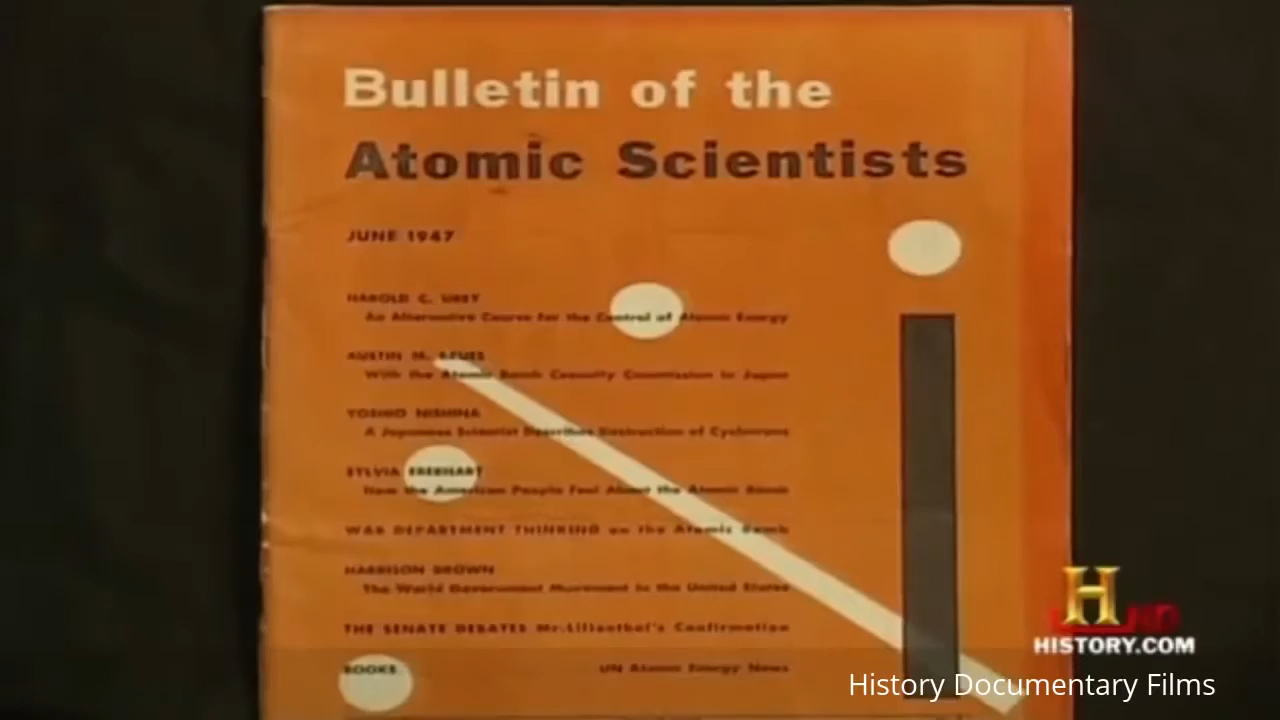 Bulletin of the
Atomic Scientists
JUNE 1947
HAROLD C. UREY
An Alternative Course for the Control of Atomic Energy
AUSTIN M. BRUES
With the Atomic Bomb Casualty Commission in Japan
YOSHIO NISHINA
A Japanese Scientist Describes Destruction of Cyclotrons
SYLVIA EBERHART
How the American People Feel About the Atomic Bomb
WAR DEPARTMENT THINKING on the Atomic Bomb
HARRISON BROWN
The World Government Movement in the United States
THE SENATE DEBATES Mr. Lilienthal's Confirmation
BOOKS UN Atomic Energy News
H HD
HISTORY.COM
History Documentary Films